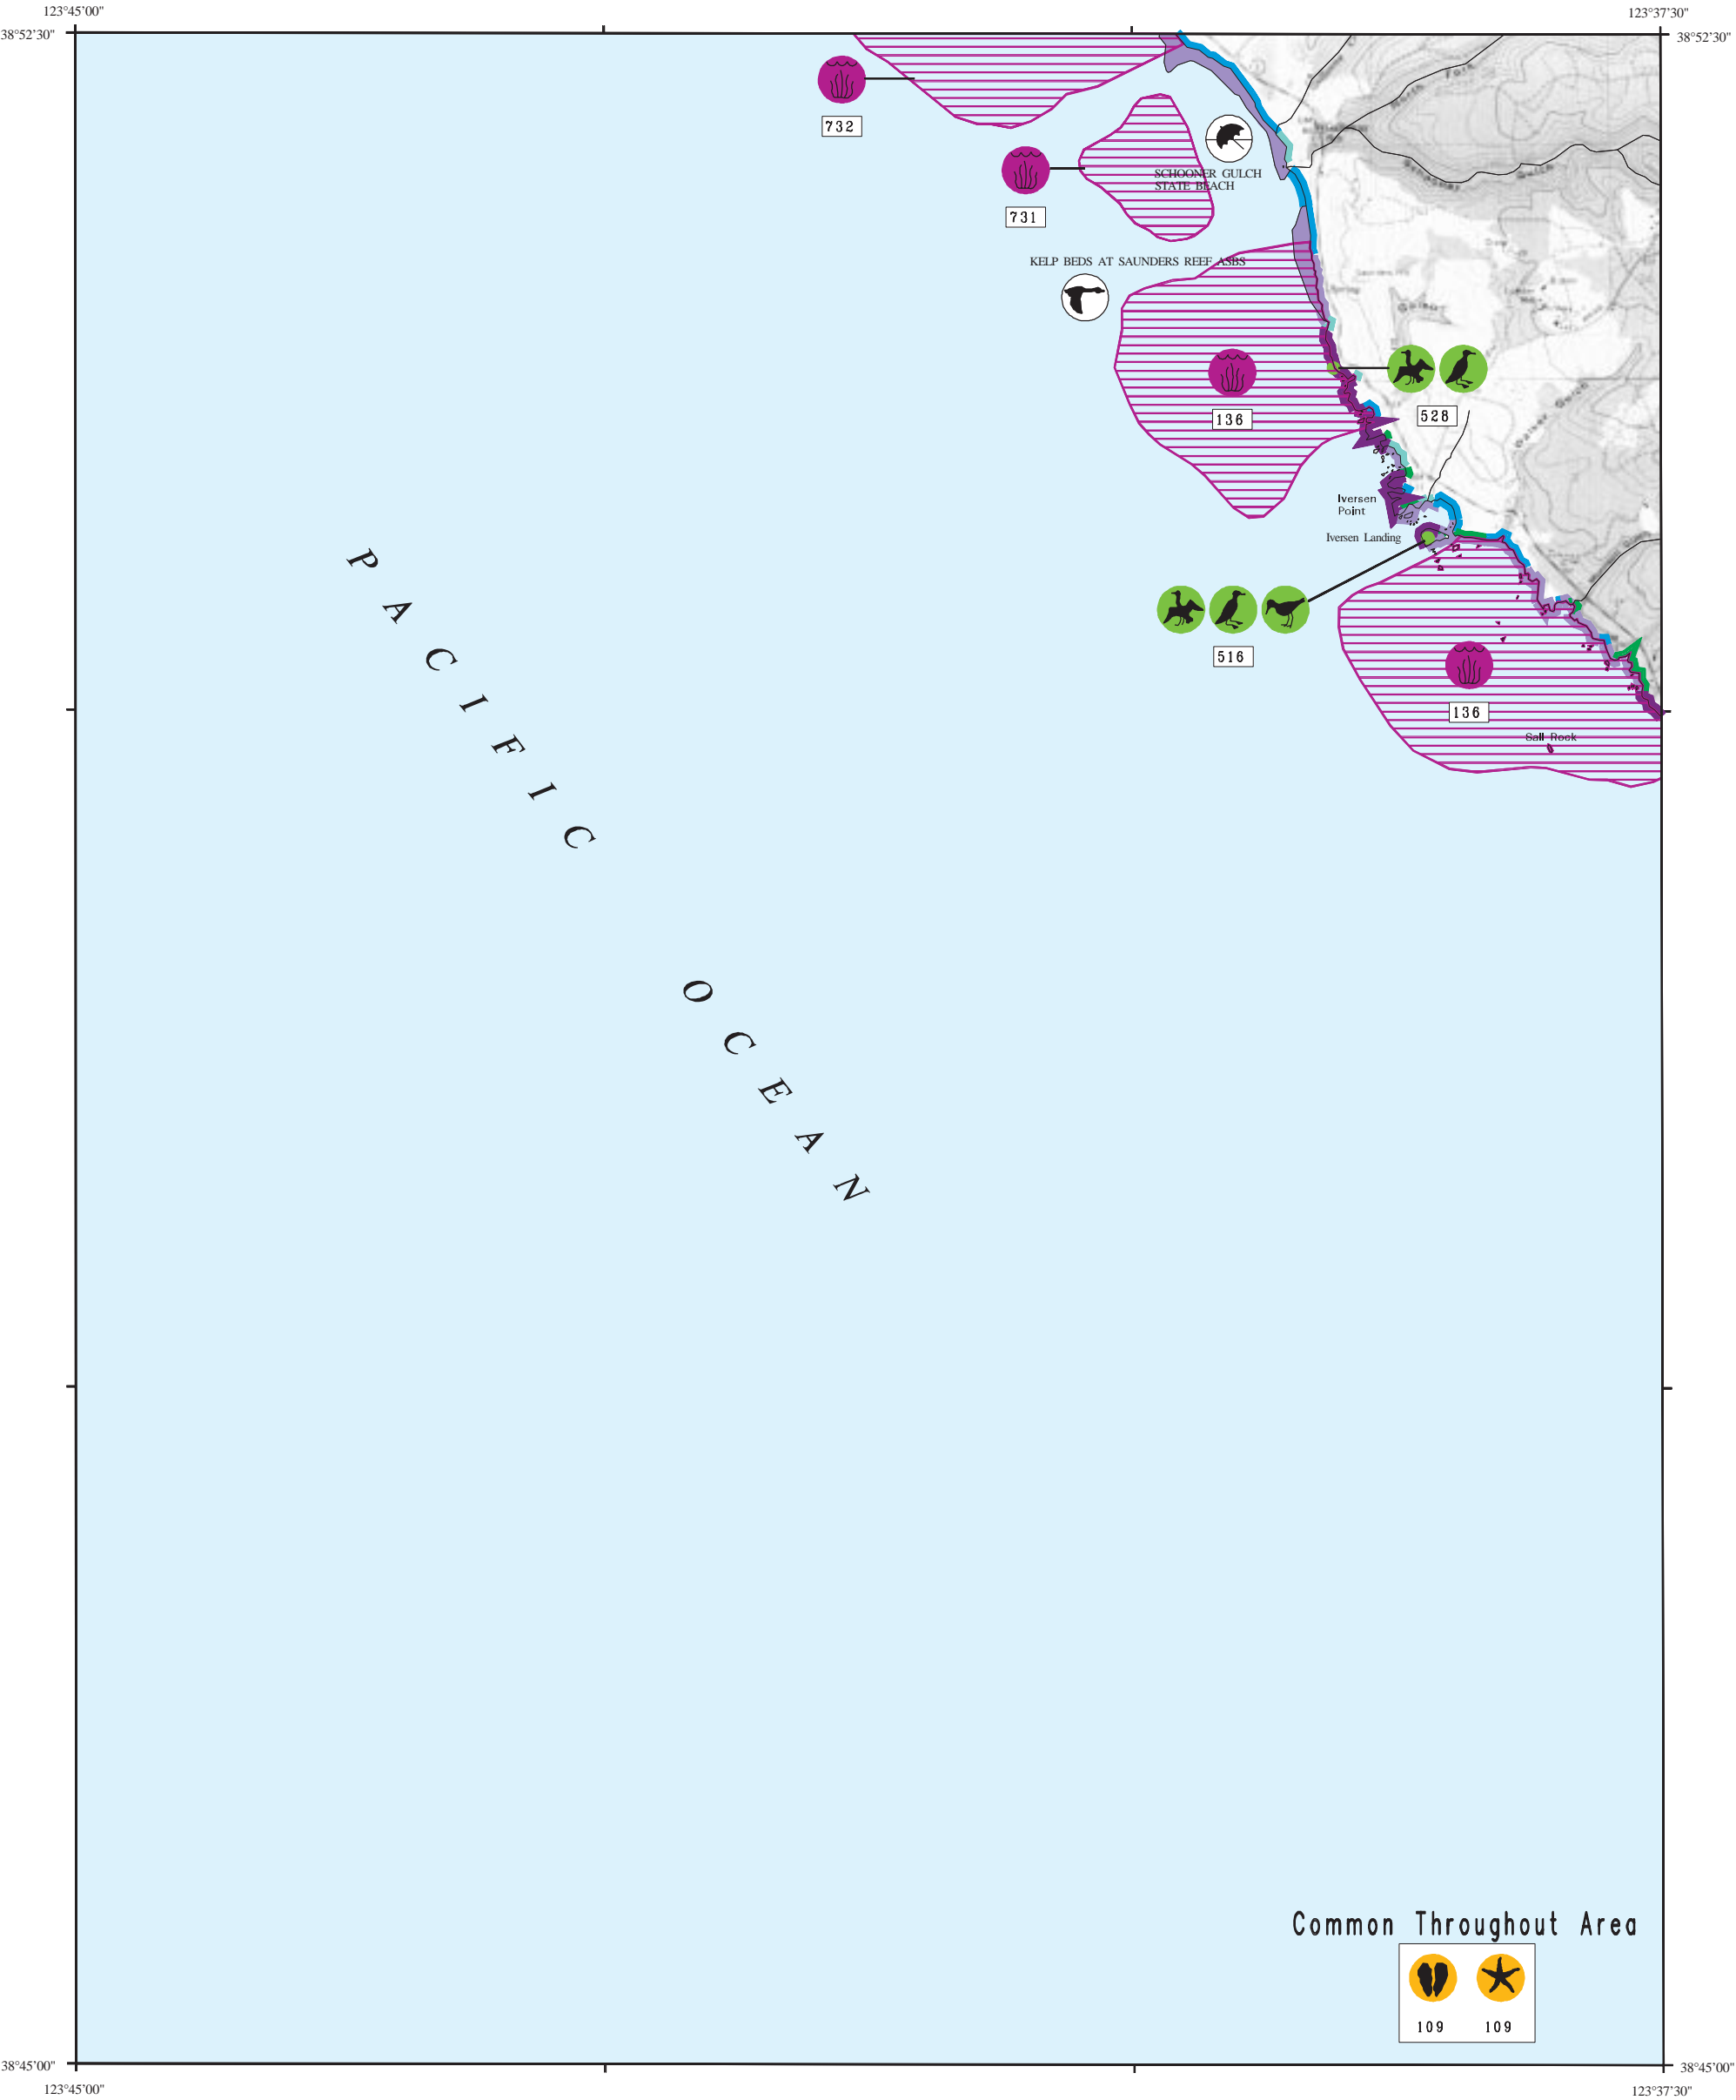 123°45'00"
123°37'30"
38°52'30"
38°52'30"
732
731
SCHOONER GULCH
STATE BEACH
KELP BEDS AT SAUNDERS REEF ASBS
136
528
Iversen
Point
Iversen Landing
516
136
Sail Rock
PACIFIC
OCEAN
Common Throughout Area
109 109
38°45'00"
38°45'00"
123°45'00"
123°37'30"